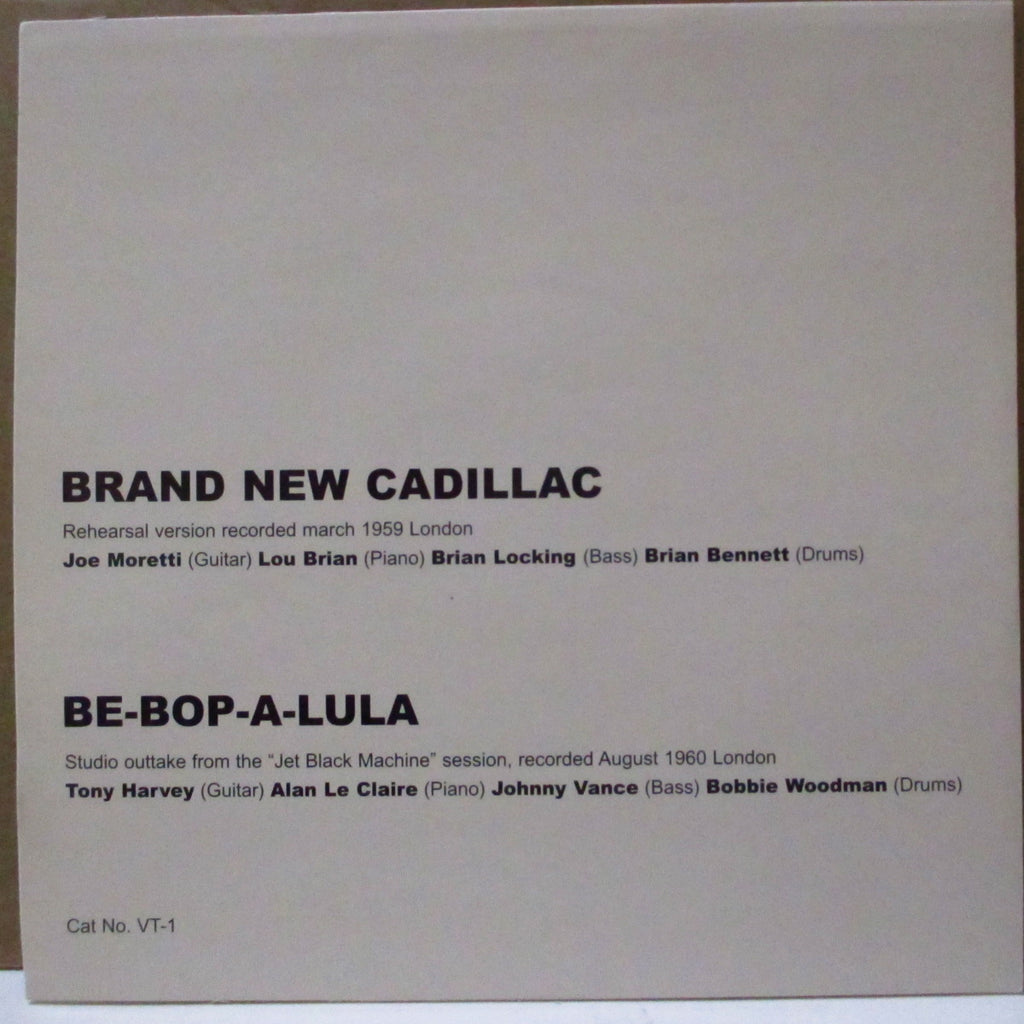 BRAND NEW CADILLAC
Rehearsal version recorded march 1959 London
Joe Moretti (Guitar) Lou Brian (Piano) Brian Locking (Bass) Brian Bennett (Drums)
BE-BOP-A-LULA
Studio outtake from the “Jet Black Machine” session, recorded August 1960 London
Tony Harvey (Guitar) Alan Le Claire (Piano) Johnny Vance (Bass) Bobbie Woodman (Drums)
Cat No. VT-1